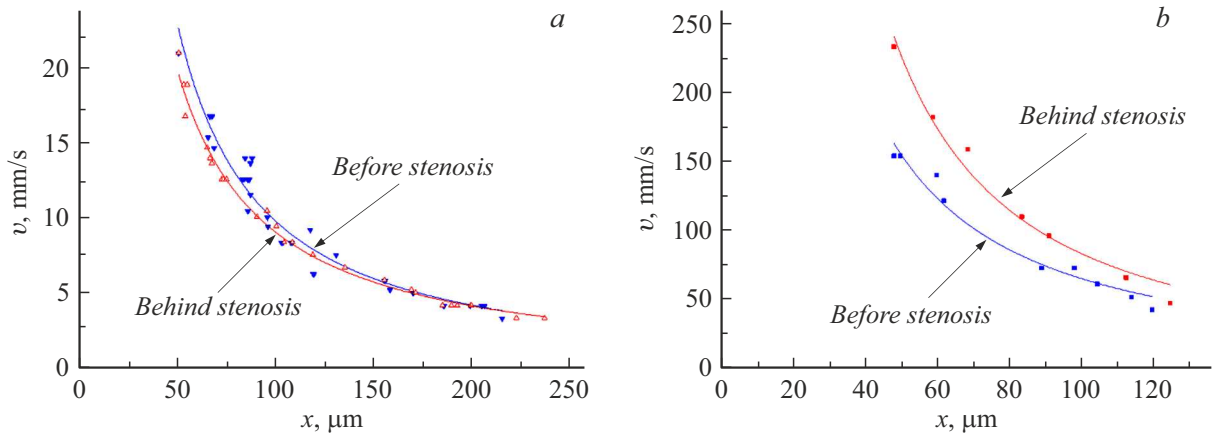 a
20
15
10
5
0
v, mm/s
Before stenosis
Behind stenosis
0 50 100 150 200 250
x, μm
b
250
200
150
100
50
0
v, mm/s
Behind stenosis
Before stenosis
0 20 40 60 80 100 120
x, μm